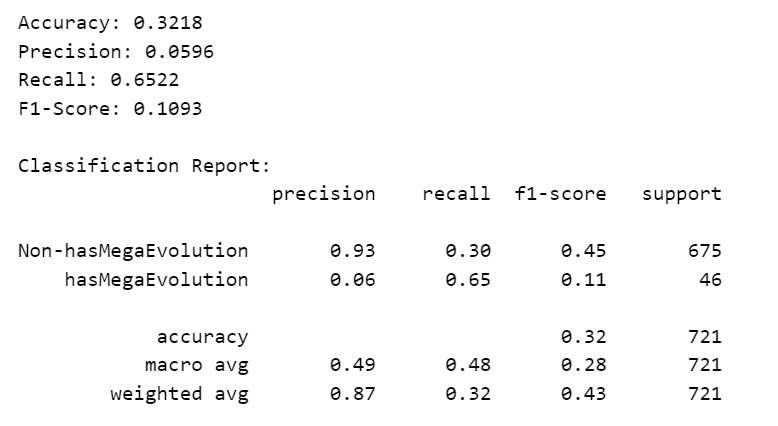 Accuracy: 0.3218
Precision: 0.0596
Recall: 0.6522
F1-Score: 0.1093
Classification Report:
precision recall f1-score support
Non-hasMegaEvolution 0.93 0.30 0.45 675
hasMegaEvolution 0.06 0.65 0.11 46
accuracy 0.32 721
macro avg 0.49 0.48 0.28 721
weighted avg 0.87 0.32 0.43 721